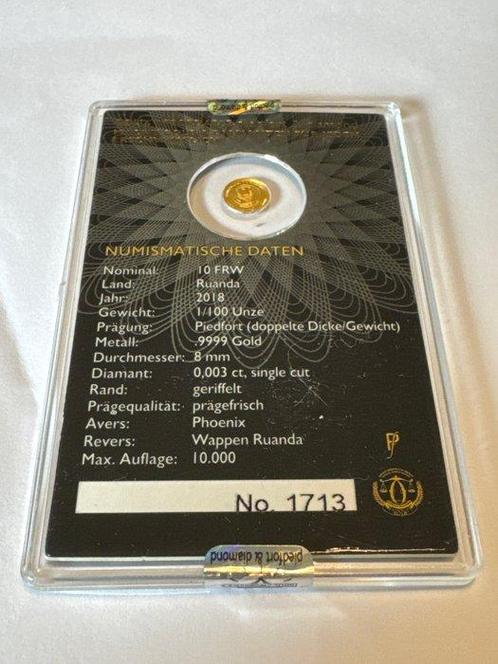 NUMISMATISCHE DATEN
Nominal: 10 FRW
Land: Ruanda
Jahr: 2018
Gewicht: 1/100 Unze
Prägung: Piedfort (doppelte Dicke/Gewicht)
Metall: .9999 Gold
Durchmesser: 8 mm
Diamant: 0,003 ct, single cut
Rand: geriffelt
Prägequalität: prägefrisch
Avers: Phoenix
Revers: Wappen Ruanda
Max. Auflage: 10.000
No. 1713
piedfort & diamond